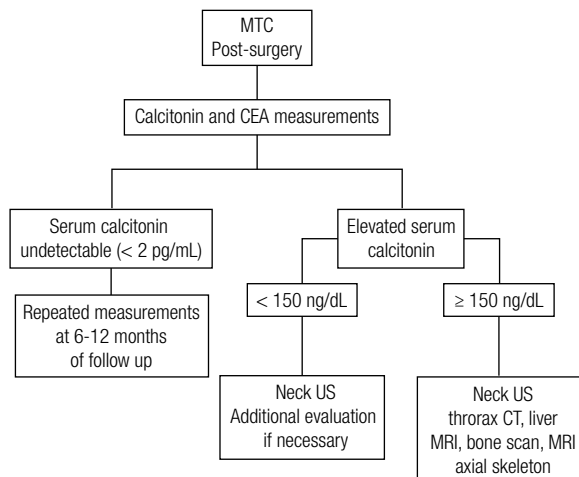 MTC
Post-surgery
Calcitonin and CEA measurements
Serum calcitonin
undetectable (< 2 pg/mL)
Elevated serum
calcitonin
Repeated measurements
at 6-12 months
of follow up
< 150 ng/dL
≥ 150 ng/dL
Neck US
Additional evaluation
if necessary
Neck US
throrax CT, liver
MRI, bone scan, MRI
axial skeleton